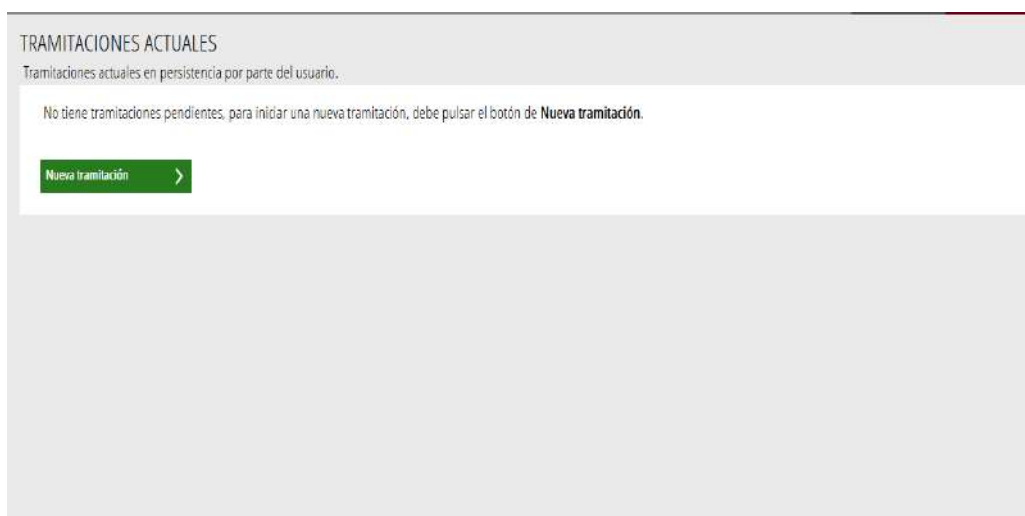 TRAMITACIONES ACTUALES
Tramitaciones actuales en persistencia por parte del usuario.
No tiene tramitaciones pendientes, para iniciar una nueva tramitación, debe pulsar el botón de Nueva tramitación.
Nueva tramitación